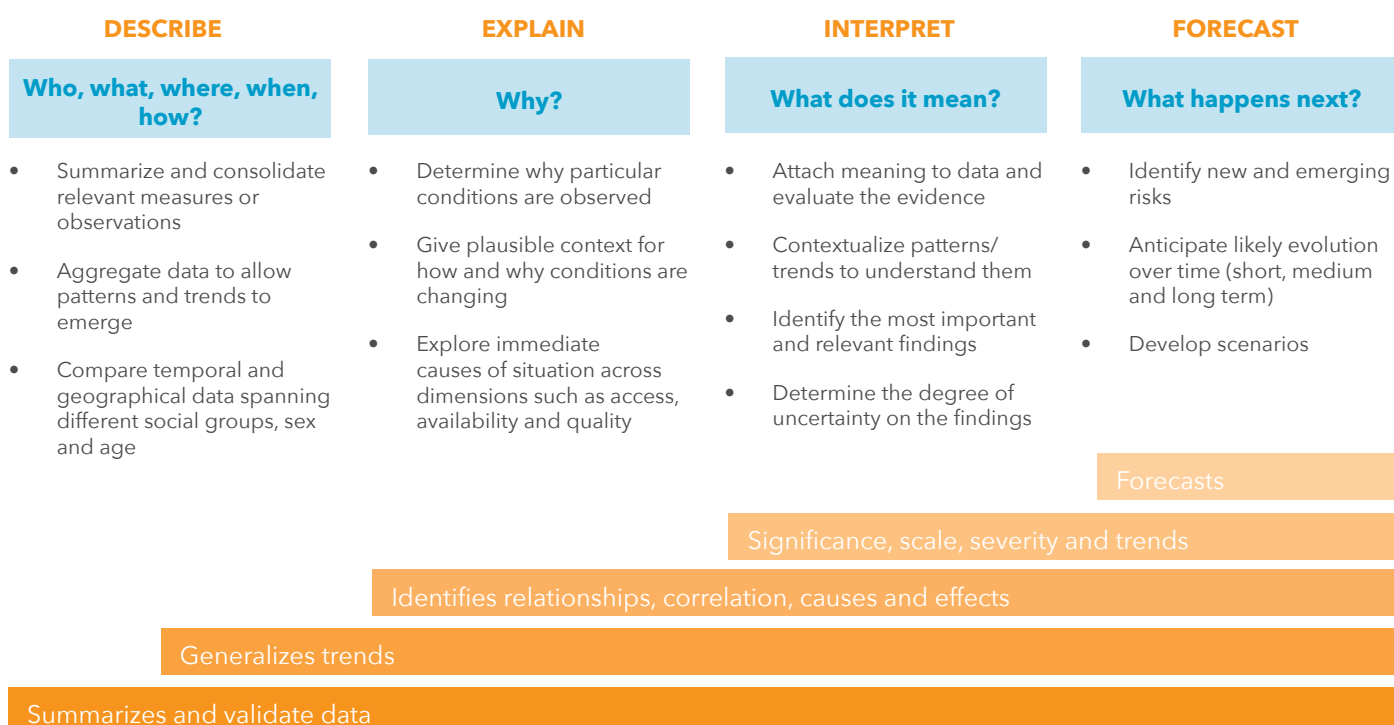 DESCRIBE
Who, what, where, when,
how?
• Summarize and consolidate
relevant measures or
observations
• Aggregate data to allow
patterns and trends to
emerge
• Compare temporal and
geographical data spanning
different social groups, sex
and age
EXPLAIN
Why?
• Determine why particular
conditions are observed
• Give plausible context for
how and why conditions are
changing
• Explore immediate
causes of situation across
dimensions such as access,
availability and quality
INTERPRET
What does it mean?
• Attach meaning to data and
evaluate the evidence
• Contextualize patterns/
trends to understand them
• Identify the most important
and relevant findings
• Determine the degree of
uncertainty on the findings
FORECAST
What happens next?
• Identify new and emerging
risks
• Anticipate likely evolution
over time (short, medium
and long term)
• Develop scenarios
Forecasts
Significance, scale, severity and trends
Identifies relationships, correlation, causes and effects
Generalizes trends
Summarizes and validate data